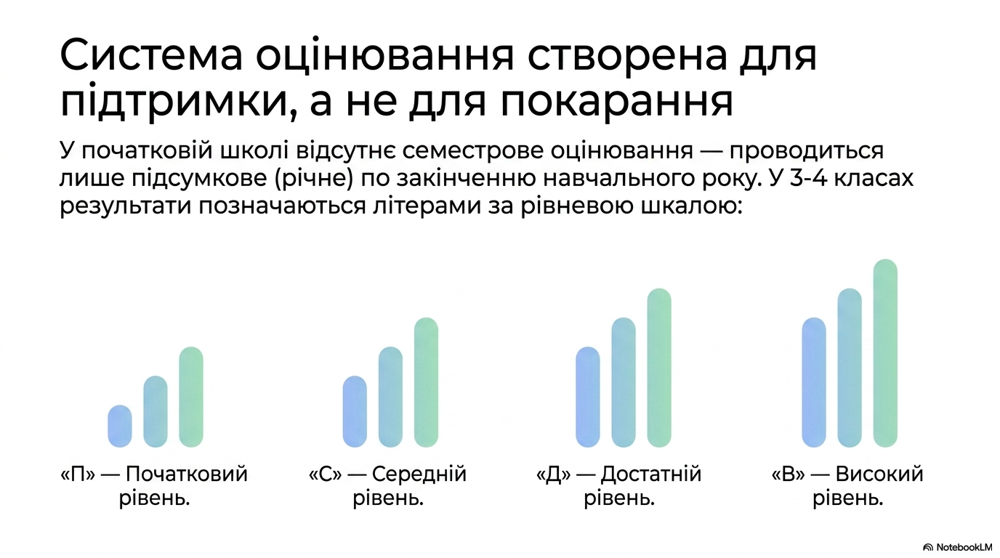 Система оцінювання створена для
підтримки, а не для покарання
У початковій школі відсутнє семестрове оцінювання — проводиться
лише підсумкове (річне) по закінченню навчального року. У 3-4 класах
результати позначаються літерами за рівневою шкалою:
«П» — Початковий
рівень.
«С» — Середній
рівень.
«Д» — Достатній
рівень.
«В» — Високий
рівень.
NotebookLM